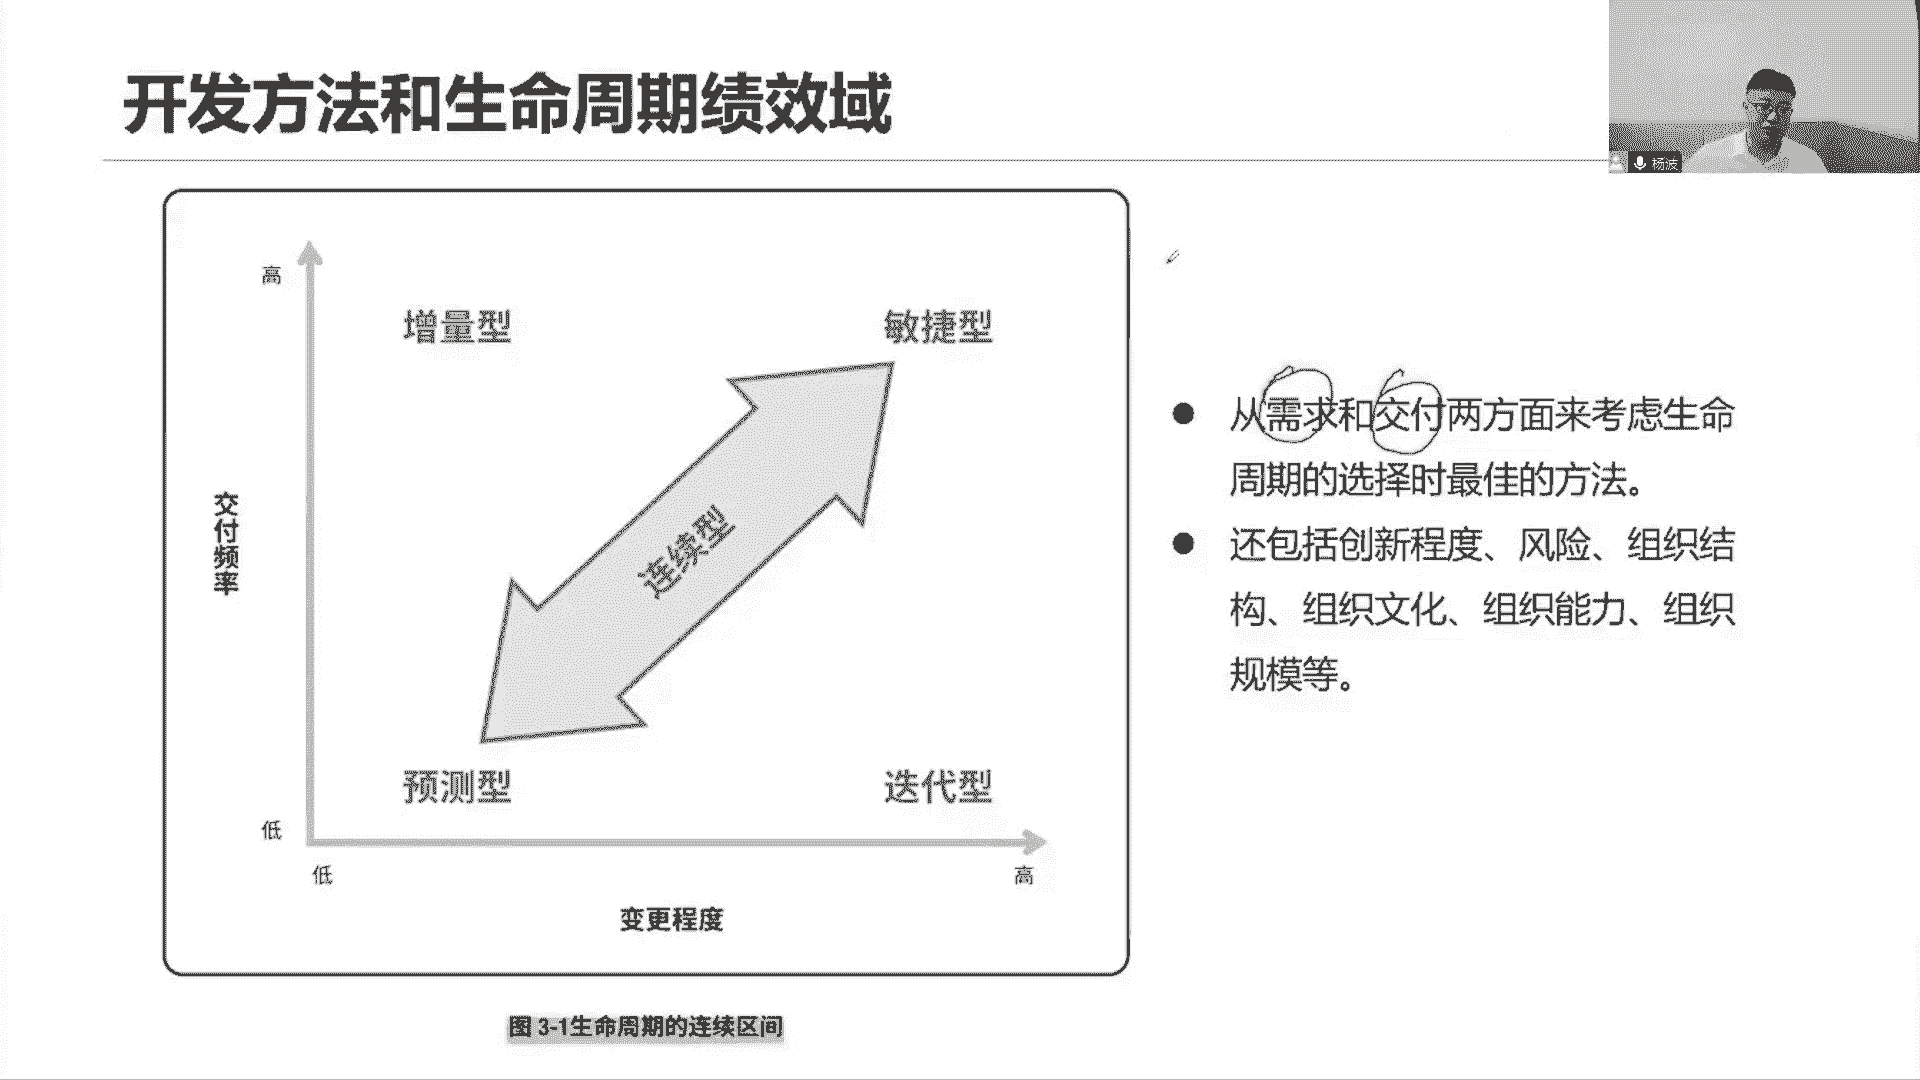 开发方法和生命周期绩效域
杨波
高
增量型
敏捷型
交付频率
连续型
预测型
迭代型
低
低
高
变更程度
图 3-1生命周期的连续区间
● 从需求和交付两方面来考虑生命
周期的选择时最佳的方法。
● 还包括创新程度、风险、组织结
构、组织文化、组织能力、组织
规模等。